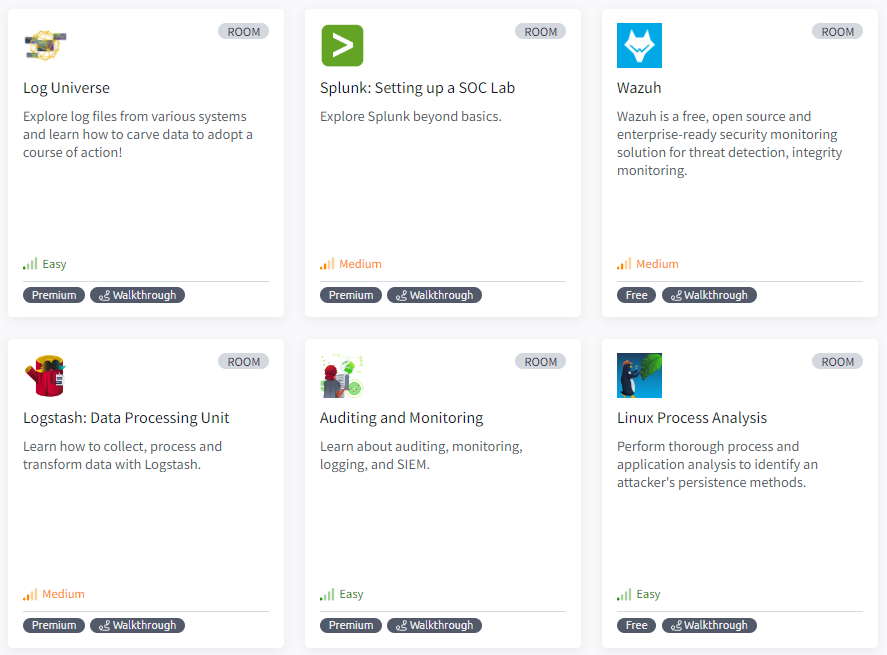 ROOM
Log Universe
Explore log files from various systems
and learn how to carve data to adopt a
course of action!
Easy
Premium
Walkthrough
ROOM
Splunk: Setting up a SOC Lab
Explore Splunk beyond basics.
Medium
Premium
Walkthrough
ROOM
Wazuh
Wazuh is a free, open source and
enterprise-ready security monitoring
solution for threat detection, integrity
monitoring.
Medium
Free
Walkthrough
ROOM
Logstash: Data Processing Unit
Learn how to collect, process and
transform data with Logstash.
Medium
Premium
Walkthrough
ROOM
Auditing and Monitoring
Learn about auditing, monitoring,
logging, and SIEM.
Easy
Premium
Walkthrough
ROOM
Linux Process Analysis
Perform thorough process and
application analysis to identify an
attacker's persistence methods.
Easy
Free
Walkthrough